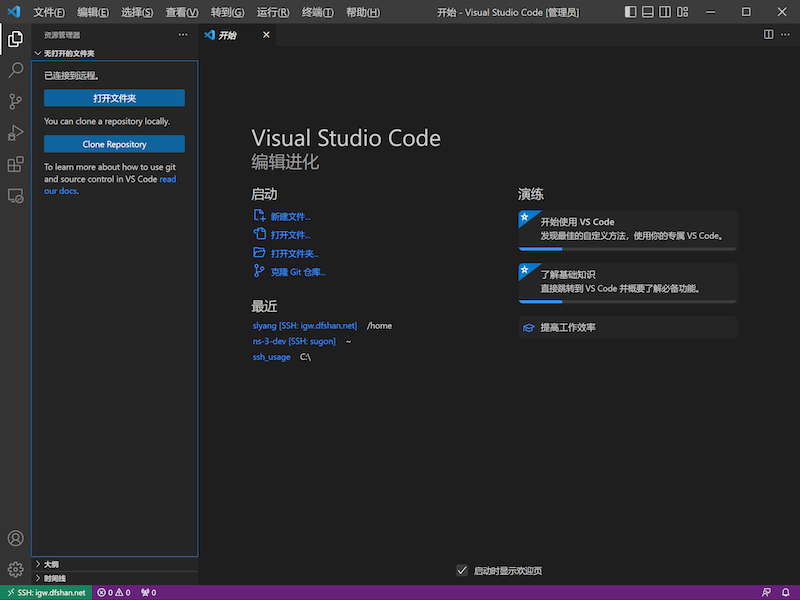 文件(F) 编辑(E) 选择(S) 查看(V) 转到(G) 运行(R) 终端(T) 帮助(H) 开始 - Visual Studio Code [管理员]
资源管理器 ···
开始
无打开的文件夹
已连接到远程。
打开文件夹
You can clone a repository locally.
Clone Repository
To learn more about how to use git
and source control in VS Code read
our docs.
Visual Studio Code
编辑进化
启动
新建文件...
打开文件...
打开文件夹...
克隆 Git 仓库...
最近
slyang [SSH: igw.dfshan.net] /home
ns-3-dev [SSH: sugon] ~
ssh_usage C:\
演练
开始使用 VS Code
发现最佳的自定义方法，使用你的专属 VS Code。
了解基础知识
直接跳转到 VS Code 并概要了解必备功能。
提高工作效率
启动时显示欢迎页
大纲
时间线
SSH: igw.dfshan.net 0 0 0